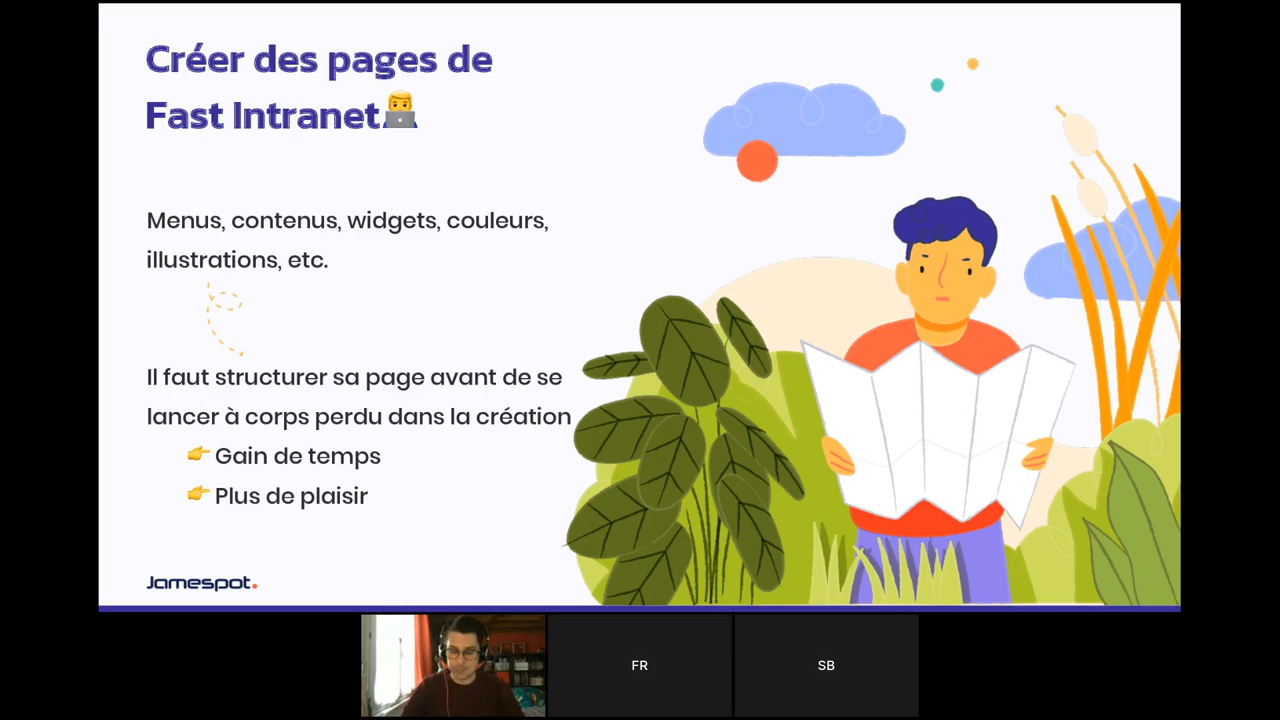 Créer des pages de
Fast Intranet
Menus, contenus, widgets, couleurs,
illustrations, etc.
Il faut structurer sa page avant de se
lancer à corps perdu dans la création
👉 Gain de temps
👉 Plus de plaisir
Jamespot.
FR
SB